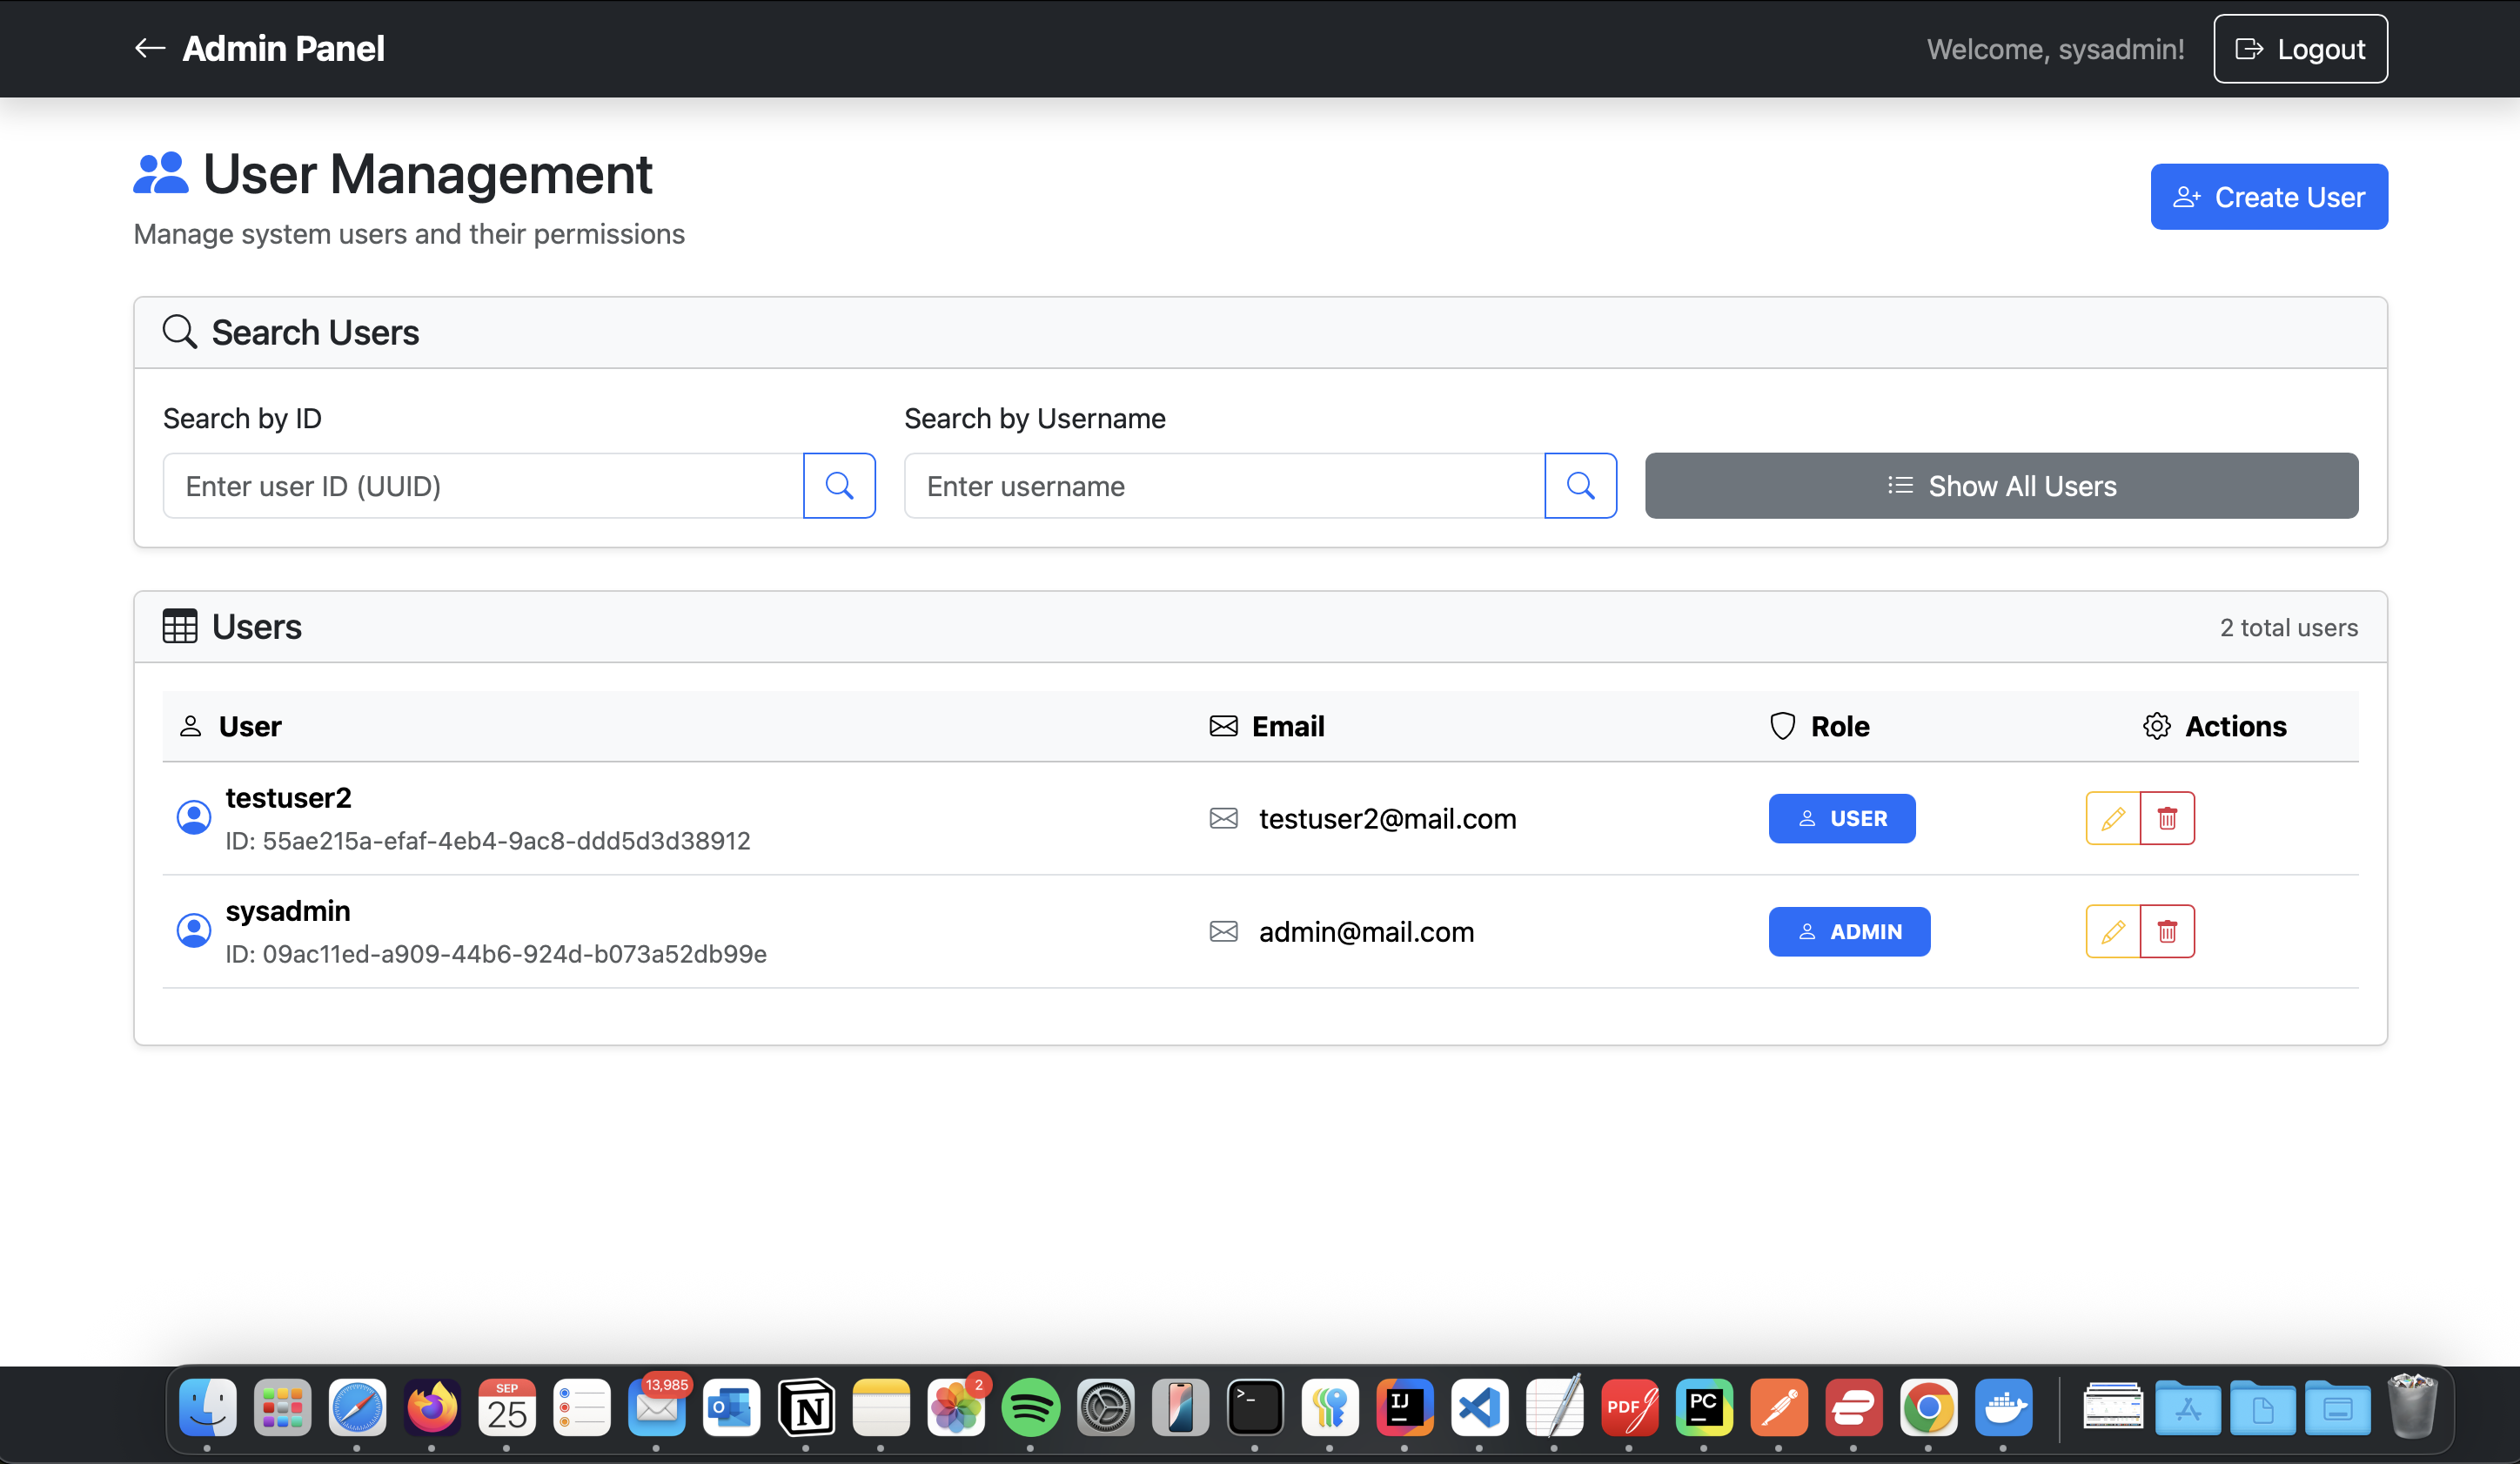 Admin Panel
Welcome, sysadmin!
Logout
User Management
Manage system users and their permissions
Create User
Search Users
Search by ID
Search by Username
Enter user ID (UUID)
Enter username
Show All Users
Users
2 total users
User
Email
Role
Actions
testuser2
ID: 55ae215a-efaf-4eb4-9ac8-ddd5d3d38912
testuser2@mail.com
USER
sysadmin
ID: 09ac11ed-a909-44b6-924d-b073a52db99e
admin@mail.com
ADMIN
SEP
25
13,985
O
N
2
>_
IJ
PDF
PC